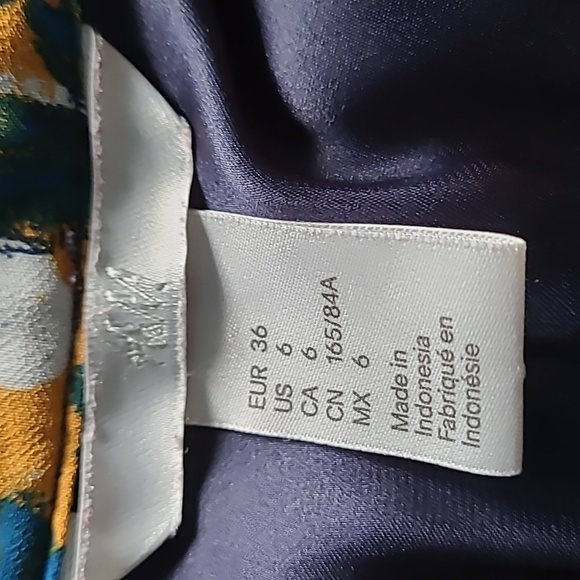 H&M
EUR 36
US 6
CA 6
CN 165/84A
MX 6
Made in
Indonesia
Fabriqué en
Indonésie